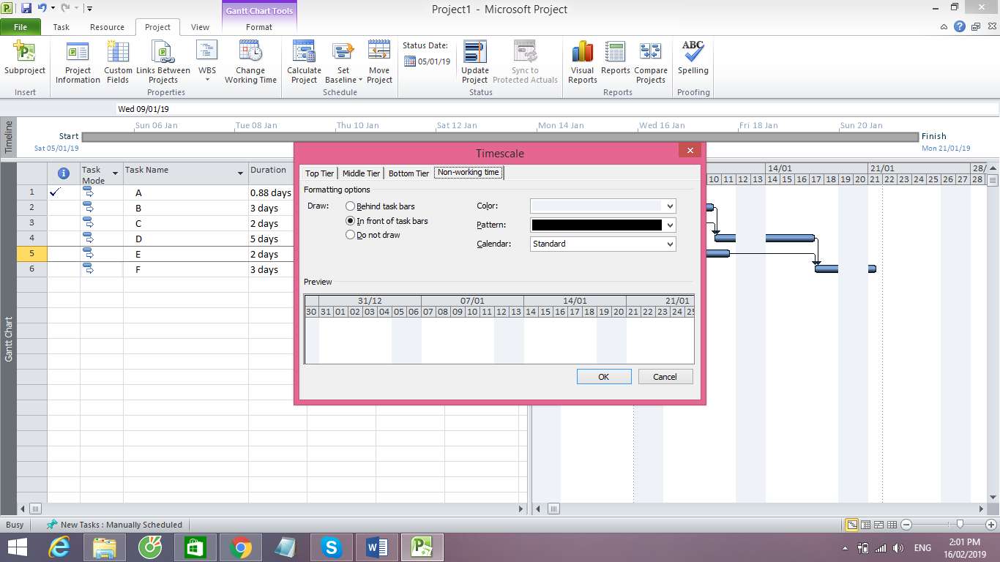 Project1 - Microsoft Project
Gantt Chart Tools
File Task Resource Project View Format
Subproject
Project Information
Custom Fields
Links Between Projects
WBS
Change Working Time
Calculate Project
Set Baseline
Move Project
Status Date:
05/01/19
Update Project
Sync to Protected Actuals
Visual Reports
Reports
Compare Projects
ABC
Spelling
Insert Properties Schedule Status Reports Proofing
Wed 09/01/19
Timeline
Sun 06 Jan Tue 08 Jan Thu 10 Jan Sat 12 Jan Mon 14 Jan Wed 16 Jan Fri 18 Jan Sun 20 Jan
Start
Sat 05/01/19
Finish
Mon 21/01/19
Gantt Chart
Task Mode Task Name Duration
1 A 0.88 days
2 B 3 days
3 C 2 days
4 D 5 days
5 E 2 days
6 F 3 days
14/01 21/01 28/
10 11 12 13 14 15 16 17 18 19 20 21 22 23 24 25 26 27 28
Timescale
Top Tier Middle Tier Bottom Tier Non-working time
Formatting options
Draw: Behind task bars
In front of task bars
Do not draw
Color:
Pattern:
Calendar: Standard
Preview
31/12 07/01 14/01 21/01
30 31 01 02 03 04 05 06 07 08 09 10 11 12 13 14 15 16 17 18 19 20 21 22 23 24 25
OK Cancel
Busy New Tasks : Manually Scheduled
ENG
2:01 PM
16/02/2019